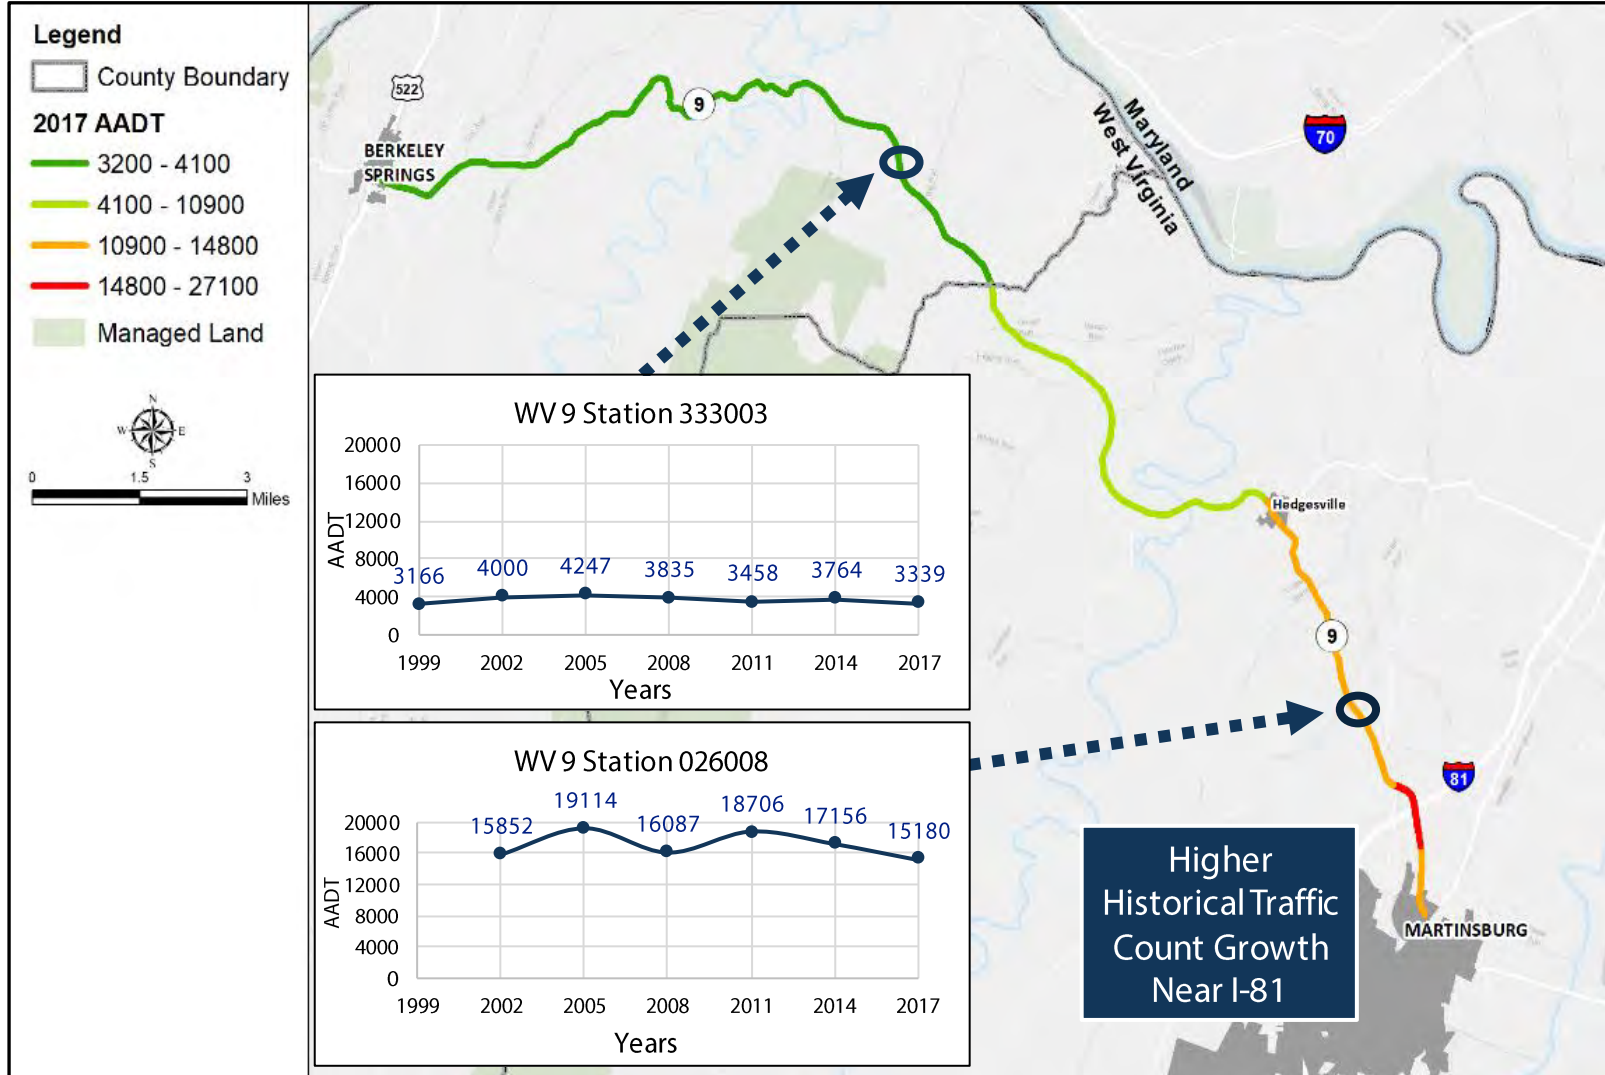 Legend
County Boundary
2017 AADT
3200 - 4100
4100 - 10900
10900 - 14800
14800 - 27100
Managed Land
N
W
E
S
0
1.5
3
Miles
522
BERKELEY
SPRINGS
9
Maryland
West Virginia
70
Hedgesville
9
81
MARTINSBURG
WV 9 Station 333003
AADT
20000
16000
12000
8000
4000
0
3166
4000
4247
3835
3458
3764
3339
1999
2002
2005
2008
2011
2014
2017
Years
WV 9 Station 026008
AADT
20000
16000
12000
8000
4000
0
15852
19114
16087
18706
17156
15180
1999
2002
2005
2008
2011
2014
2017
Years
Higher
Historical Traffic
Count Growth
Near I-81